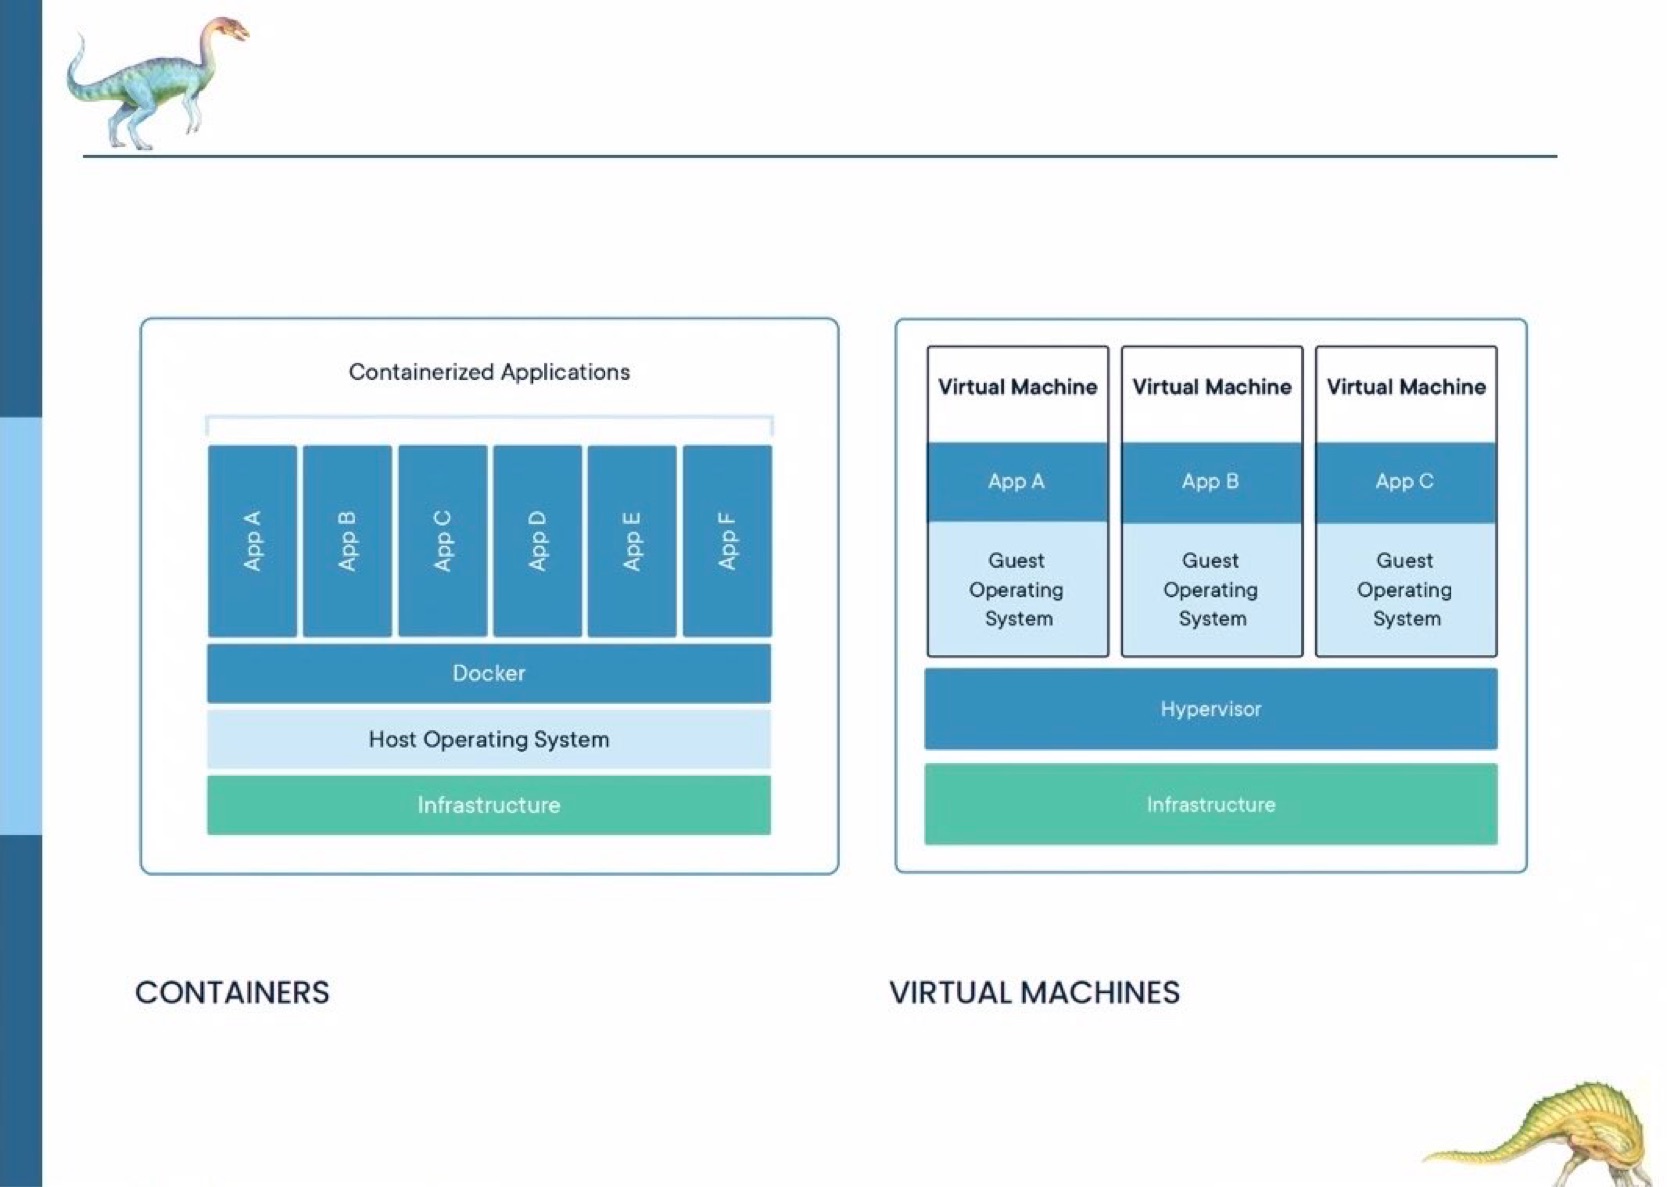 Containerized Applications
App A
App B
App C
App D
App E
App F
Docker
Host Operating System
Infrastructure
Virtual Machine
App A
Guest
Operating
System
Virtual Machine
App B
Guest
Operating
System
Virtual Machine
App C
Guest
Operating
System
Hypervisor
Infrastructure
CONTAINERS
VIRTUAL MACHINES